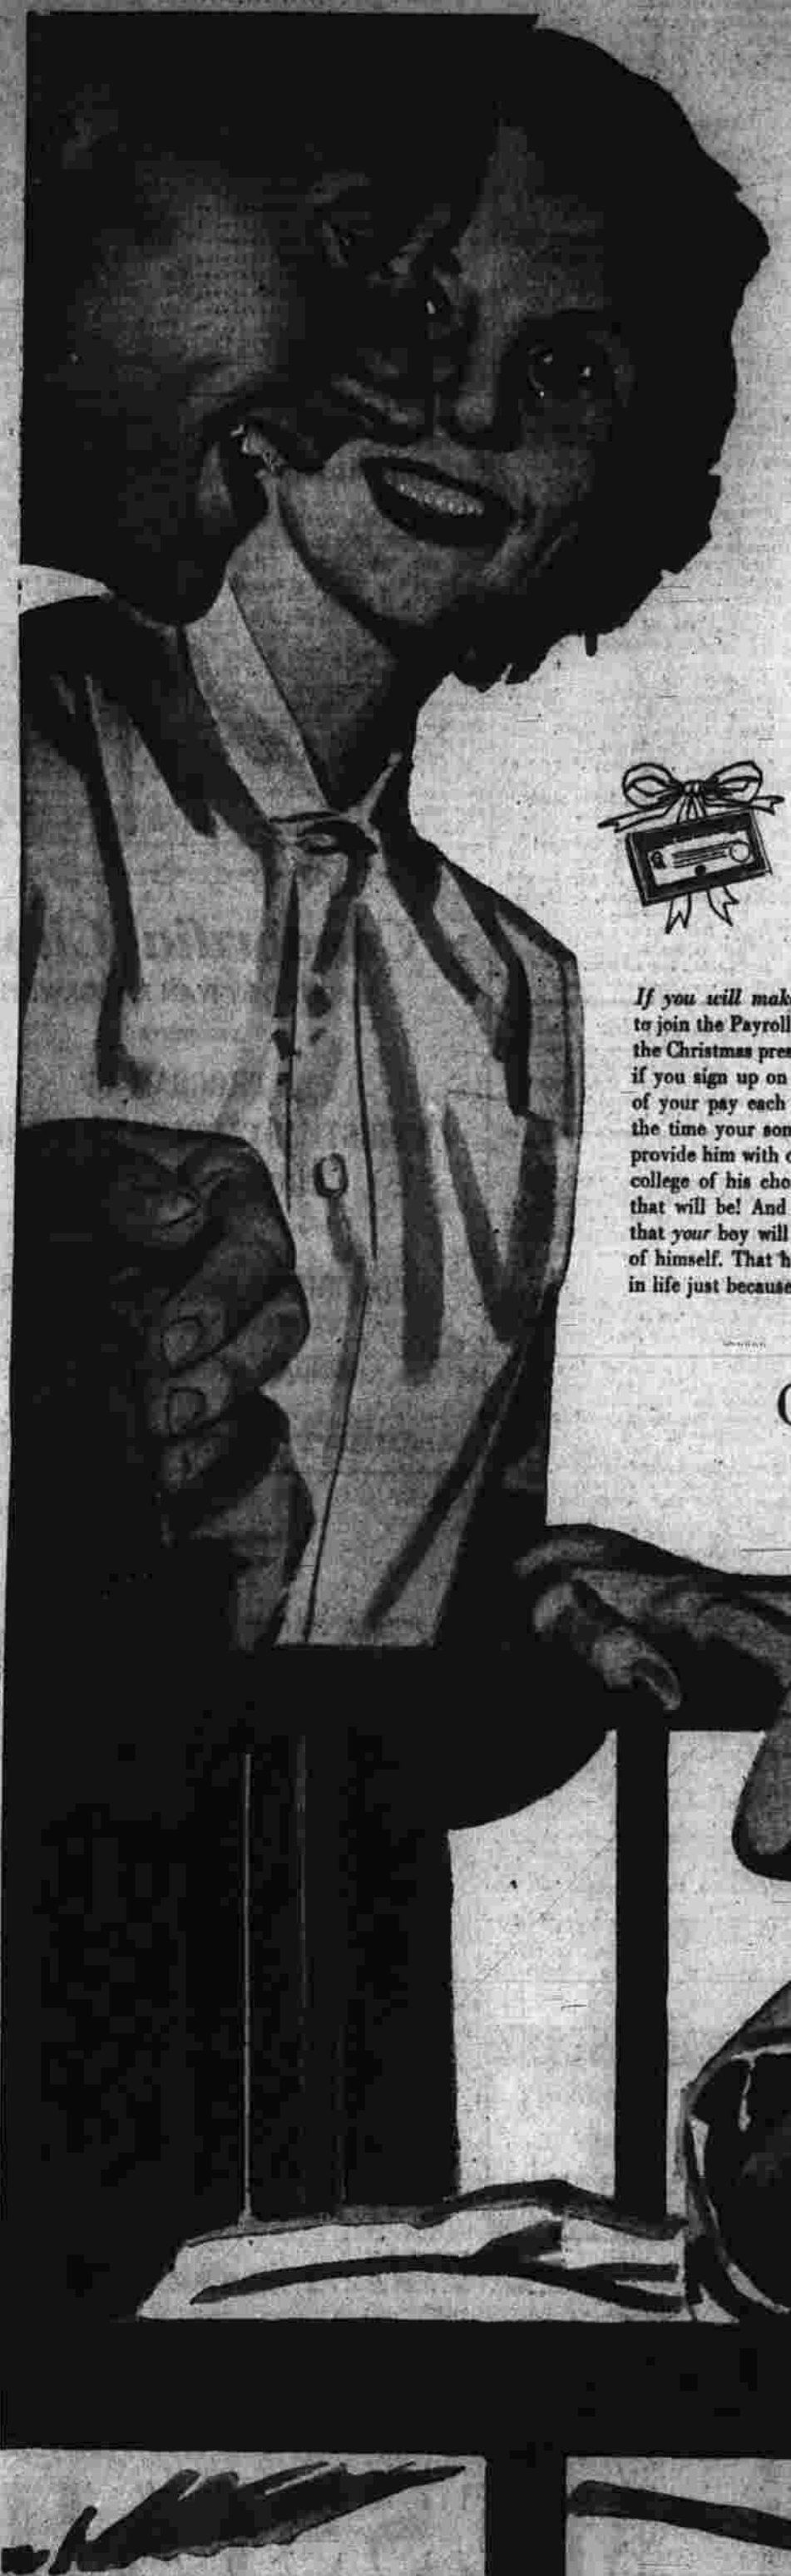 If you will mak
to join the Payroll
the Christmas pres
if you sign up on
of your pay each
the time your son
provide him with
college of his cho
that will be! And
that your boy will
of himself. That h
in life just because